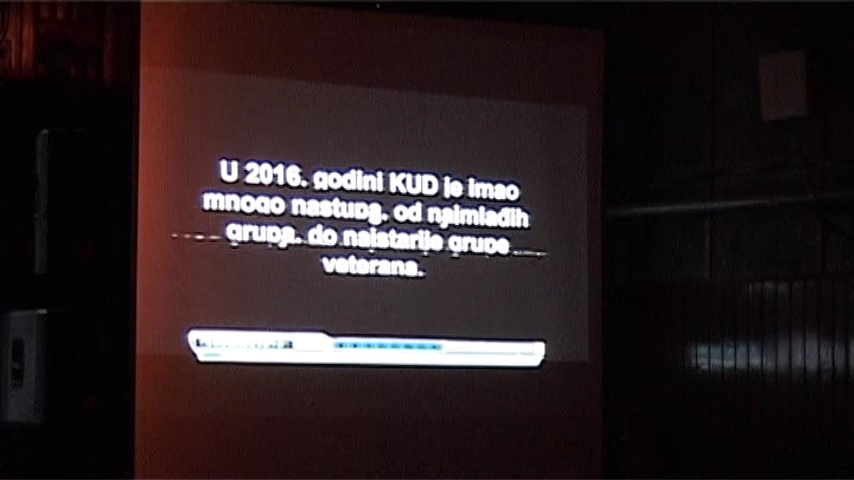 U 2016. godini KUD je imao
mnogo nastupa, od najmlađih
grupa, do najstarije grupe
veterana.